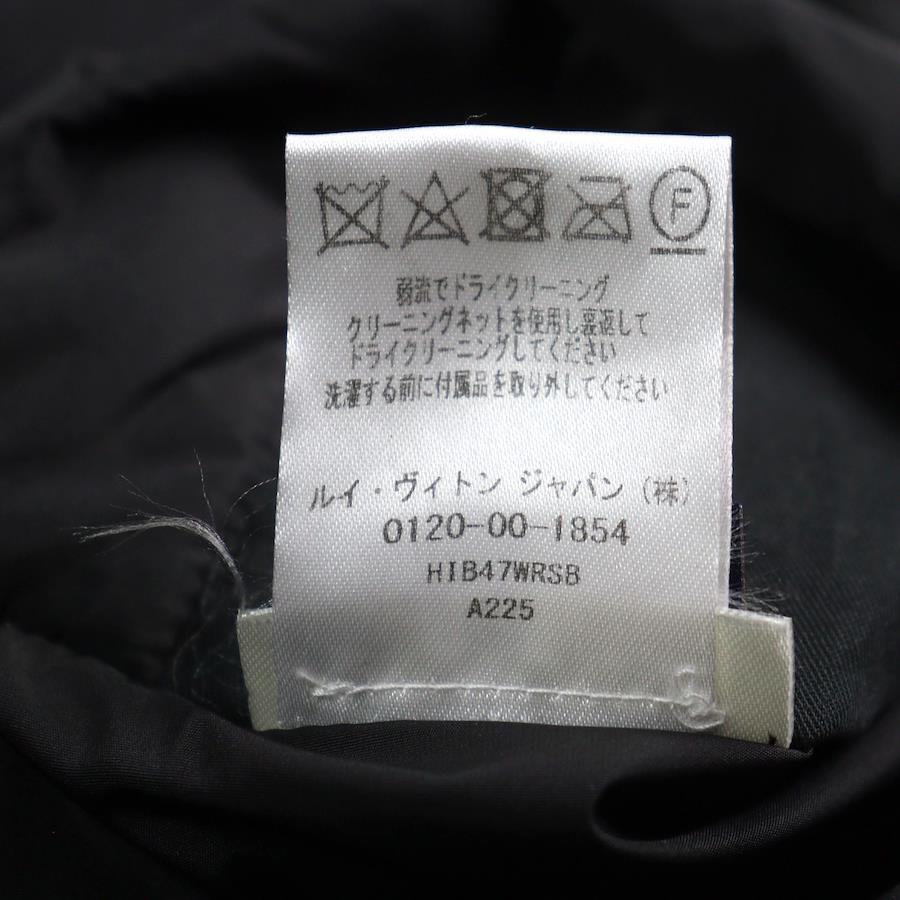 F
弱流でドライクリーニング
クリーニングネットを使用し裏返して
ドライクリーニングしてください
洗濯する前に付属品を取り外してください
ルイ・ヴィトン ジャパン（株）
0120-00-1854
HIB47WRSB
A225